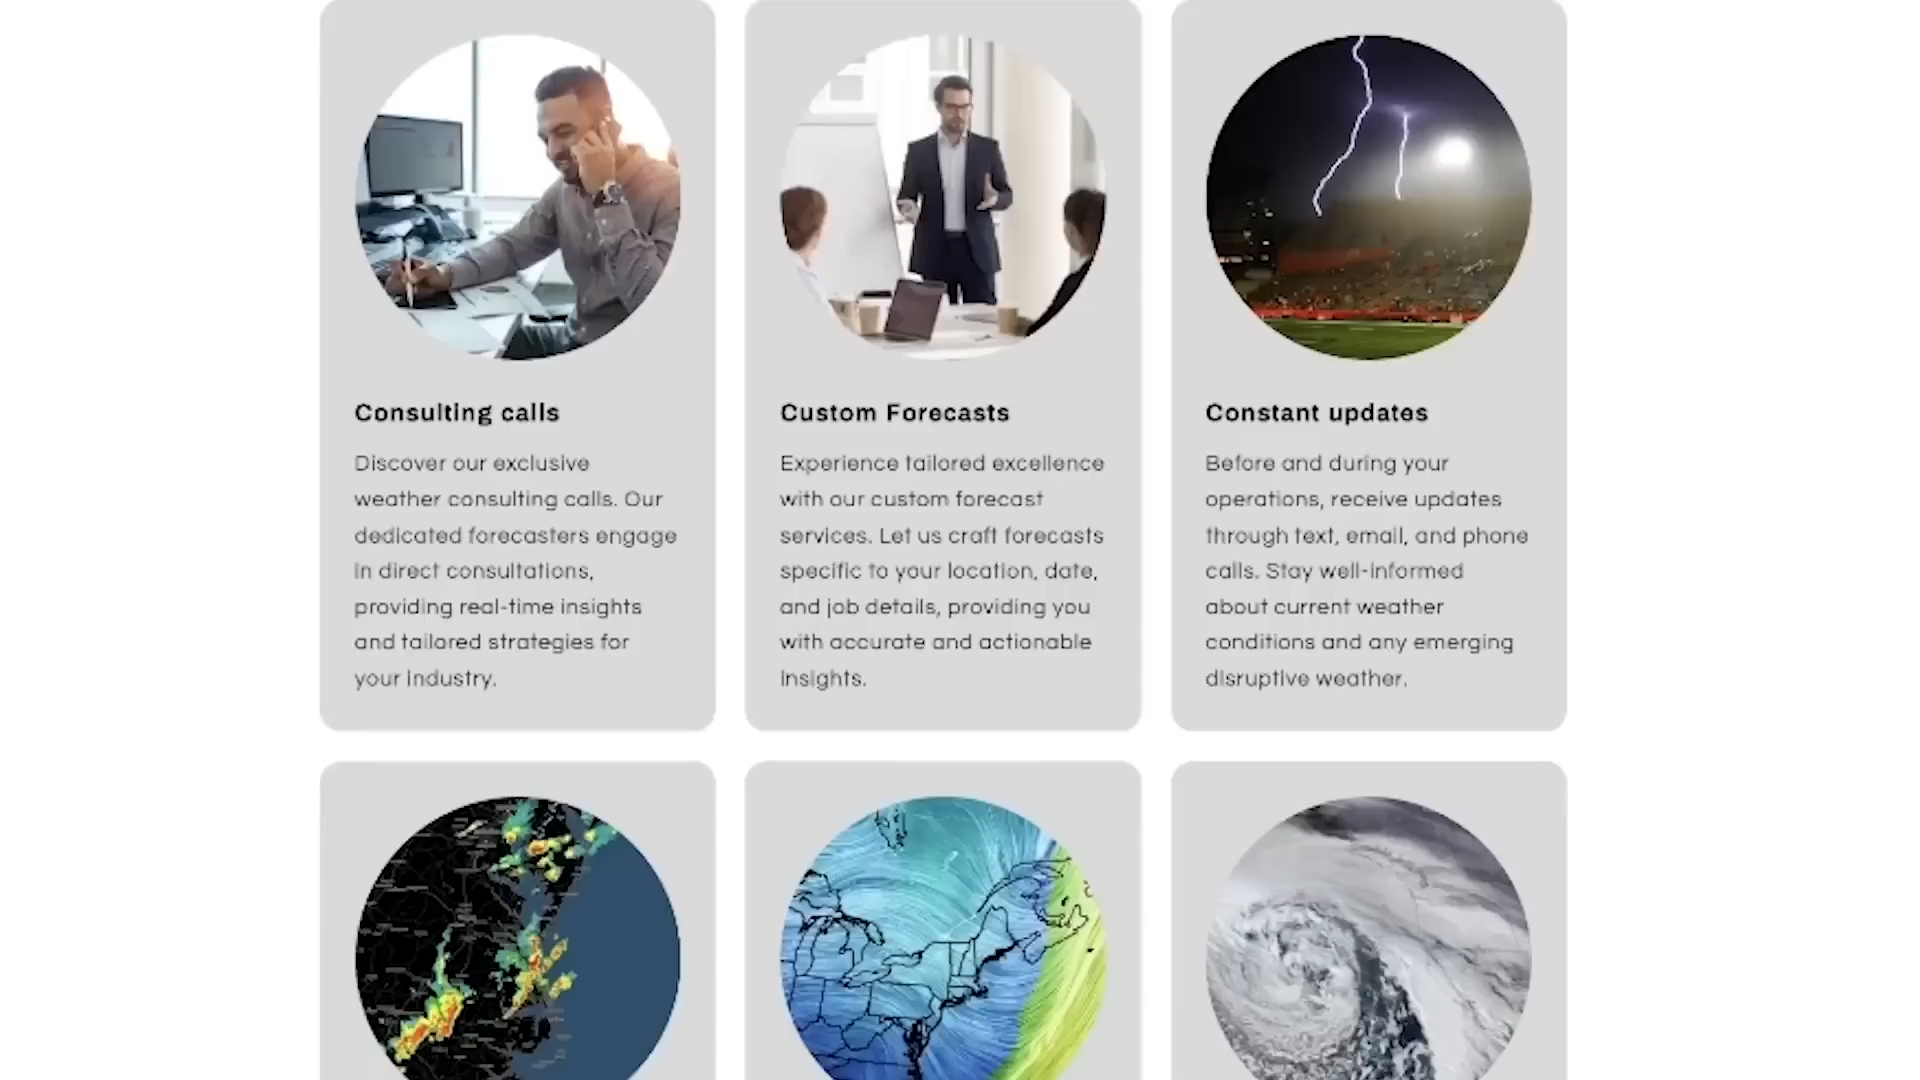 Consulting calls
Discover our exclusive
weather consulting calls. Our
dedicated forecasters engage
in direct consultations,
providing real-time insights
and tailored strategies for
your industry.
Custom Forecasts
Experience tailored excellence
with our custom forecast
services. Let us craft forecasts
specific to your location, date,
and job details, providing you
with accurate and actionable
insights.
Constant updates
Before and during your
operations, receive updates
through text, email, and phone
calls. Stay well-informed
about current weather
conditions and any emerging
disruptive weather.